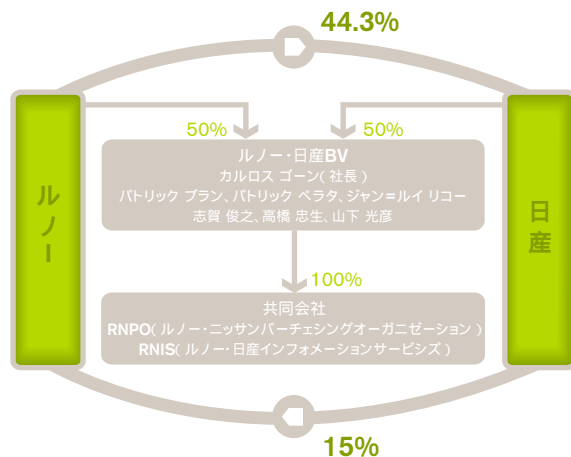 44.3%
50%
50%
ルノー・日産BV
カルロス ゴーン( 社長 )
パトリック ブラン、パトリック ペラタ、ジャン=ルイ リコー
志賀 俊之、高橋 忠生、山下 光彦
ルノー
日産
100%
共同会社
RNPO( ルノー・ニッサンパーチェシングオーガニゼーション )
RNIS( ルノー・日産インフォメーションサービシズ )
15%